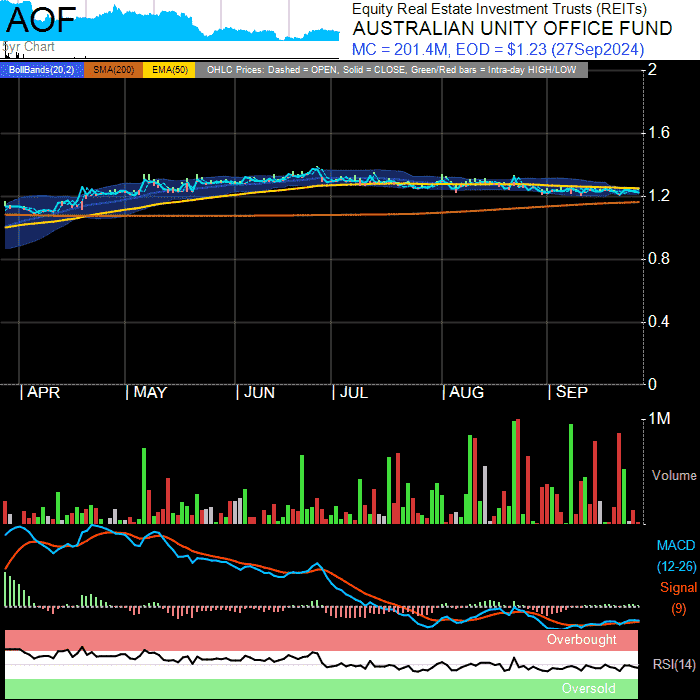 AOF
5yr Chart
Equity Real Estate Investment Trusts (REITs)
AUSTRALIAN UNITY OFFICE FUND
MC = 201.4M, EOD = $1.23 (27Sep2024)
BollBands(20,2) SMA(200) EMA(50) OHLC Prices: Dashed = OPEN, Solid = CLOSE, Green/Red bars = Intra-day HIGH/LOW
2
1.6
1.2
0.8
0.4
0
APR MAY JUN JUL AUG SEP
1M
Volume
MACD
(12-26)
Signal
(9)
Overbought
RSI(14)
Oversold